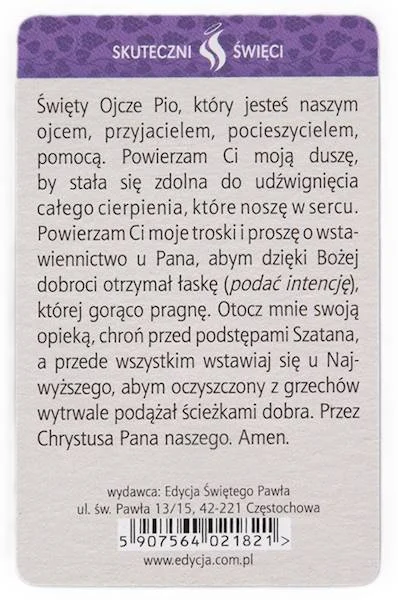 SKUTECZNI ŚWIĘCI
Święty Ojcze Pio, który jesteś naszym
ojcem, przyjacielem, pocieszycielem,
pomocą. Powierzam Ci moją duszę,
by stała się zdolna do udźwignięcia
całego cierpienia, które noszę w sercu.
Powierzam Ci moje troski i proszę o wsta-
wiennictwo u Pana, abym dzięki Bożej
dobroci otrzymał łaskę (podać intencję),
której gorąco pragnę. Otocz mnie swoją
opieką, chroń przed podstępami Szatana,
a przede wszystkim wstawiaj się u Naj-
wyższego, abym oczyszczony z grzechów
wytrwale podążał ścieżkami dobra. Przez
Chrystusa Pana naszego. Amen.
wydawca: Edycja Świętego Pawła
ul. św. Pawła 13/15, 42-221 Częstochowa
5 907564 021821 >
www.edycja.com.pl